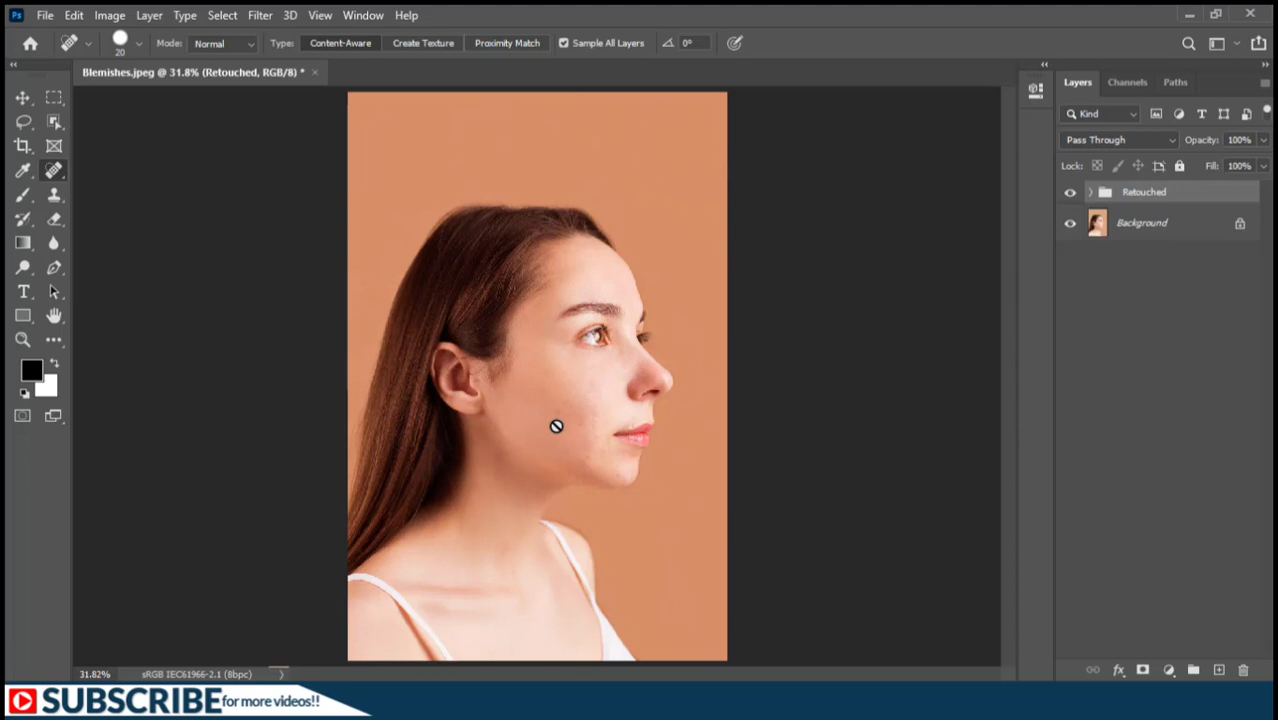 Ps File Edit Image Layer Type Select Filter 3D View Window Help
20 Mode: Normal Type: Content-Aware Create Texture Proximity Match Sample All Layers 0°
Blemishes.jpeg @ 31.8% (Retouched, RGB/8) *
Layers Channels Paths
Kind
Pass Through Opacity: 100%
Lock: Fill: 100%
Retouched
Background
31.82% sRGB IEC61966-2.1 (8bpc)
SUBSCRIBE for more videos!!